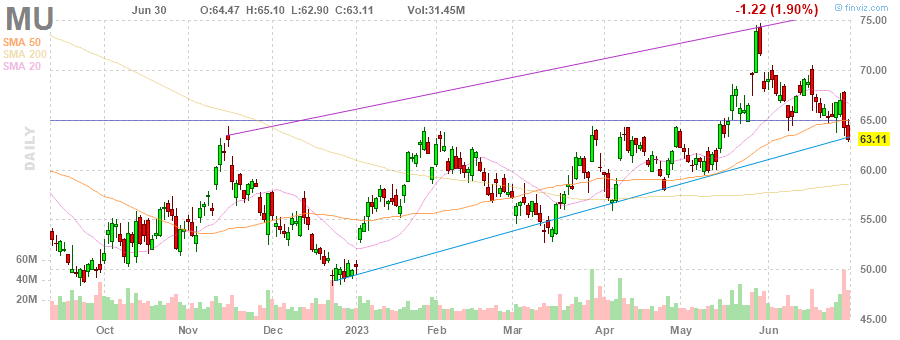 MU Jun 30 O:64.47 H:65.10 L:62.90 C:63.11 Vol:31.45M -1.22 (1.90%) © finviz.com
SMA 50
SMA 200
SMA 20
DAILY
75.00
70.00
65.00
63.11
60.00
55.00
50.00
45.00
60M
40M
20M
Oct Nov Dec 2023 Feb Mar Apr May Jun